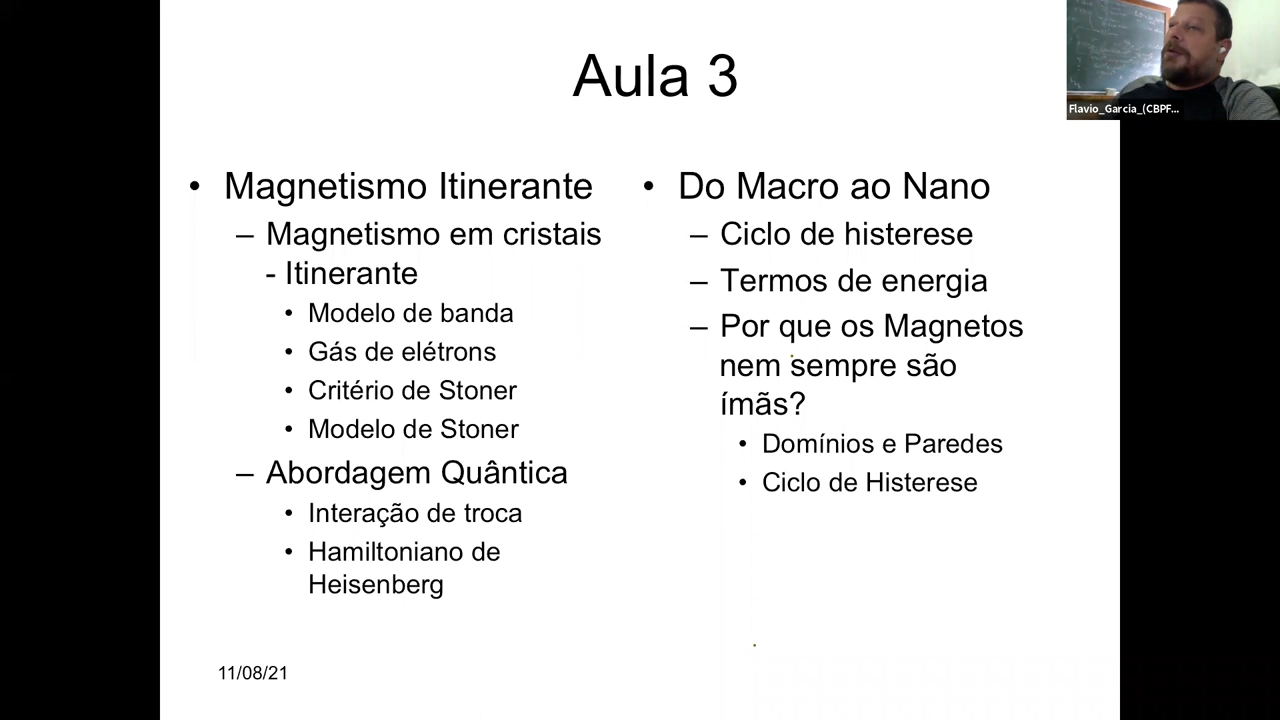 Aula 3
Flavio_Garcia_(CBPF...
• Magnetismo Itinerante
– Magnetismo em cristais
- Itinerante
• Modelo de banda
• Gás de elétrons
• Critério de Stoner
• Modelo de Stoner
– Abordagem Quântica
• Interação de troca
• Hamiltoniano de
Heisenberg
• Do Macro ao Nano
– Ciclo de histerese
– Termos de energia
– Por que os Magnetos
nem sempre são
ímãs?
• Domínios e Paredes
• Ciclo de Histerese
11/08/21